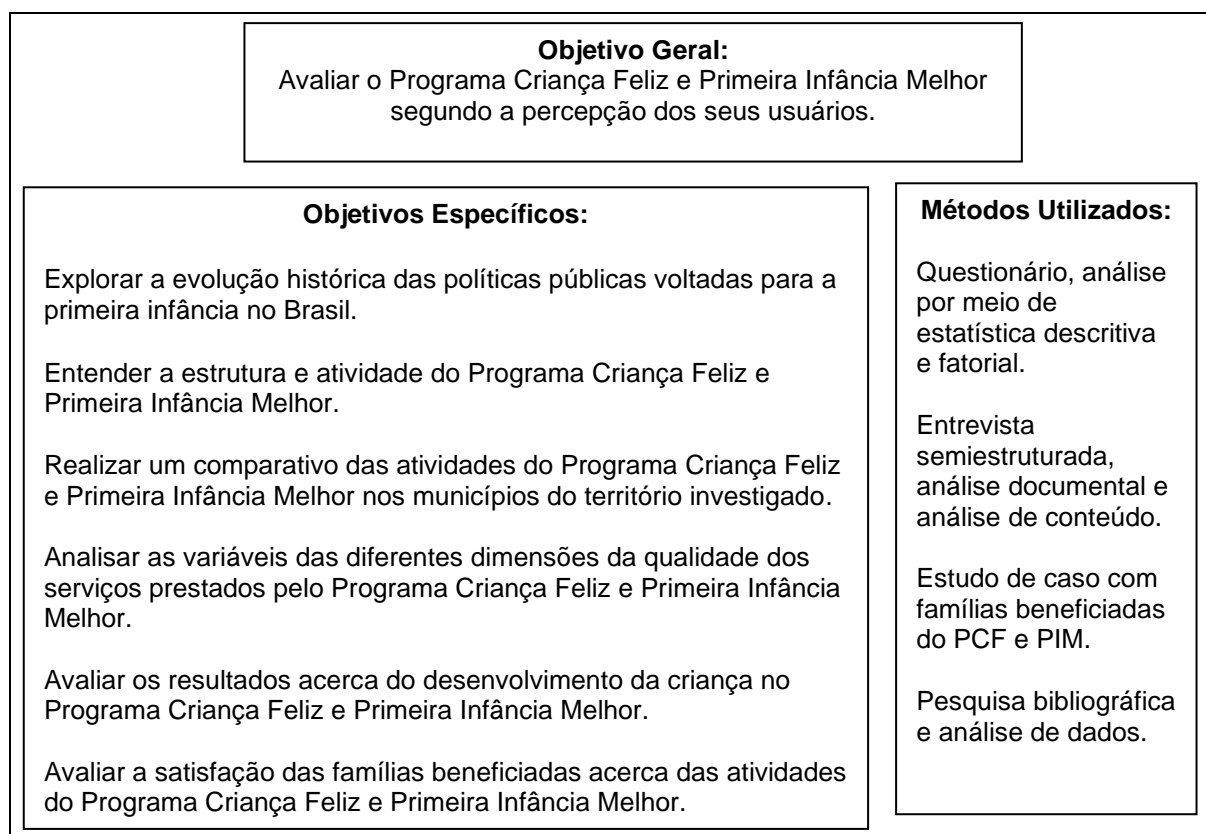 Objetivo Geral:
Avaliar o Programa Criança Feliz e Primeira Infância Melhor
segundo a percepção dos seus usuários.
Objetivos Específicos:
Explorar a evolução histórica das políticas públicas voltadas para a
primeira infância no Brasil.
Entender a estrutura e atividade do Programa Criança Feliz e
Primeira Infância Melhor.
Realizar um comparativo das atividades do Programa Criança Feliz
e Primeira Infância Melhor nos municípios do território investigado.
Analisar as variáveis das diferentes dimensões da qualidade dos
serviços prestados pelo Programa Criança Feliz e Primeira Infância
Melhor.
Avaliar os resultados acerca do desenvolvimento da criança no
Programa Criança Feliz e Primeira Infância Melhor.
Avaliar a satisfação das famílias beneficiadas acerca das atividades
do Programa Criança Feliz e Primeira Infância Melhor.
Métodos Utilizados:
Questionário, análise
por meio de
estatística descritiva
e fatorial.
Entrevista
semiestruturada,
análise documental e
análise de conteúdo.
Estudo de caso com
famílias beneficiadas
do PCF e PIM.
Pesquisa bibliográfica
e análise de dados.